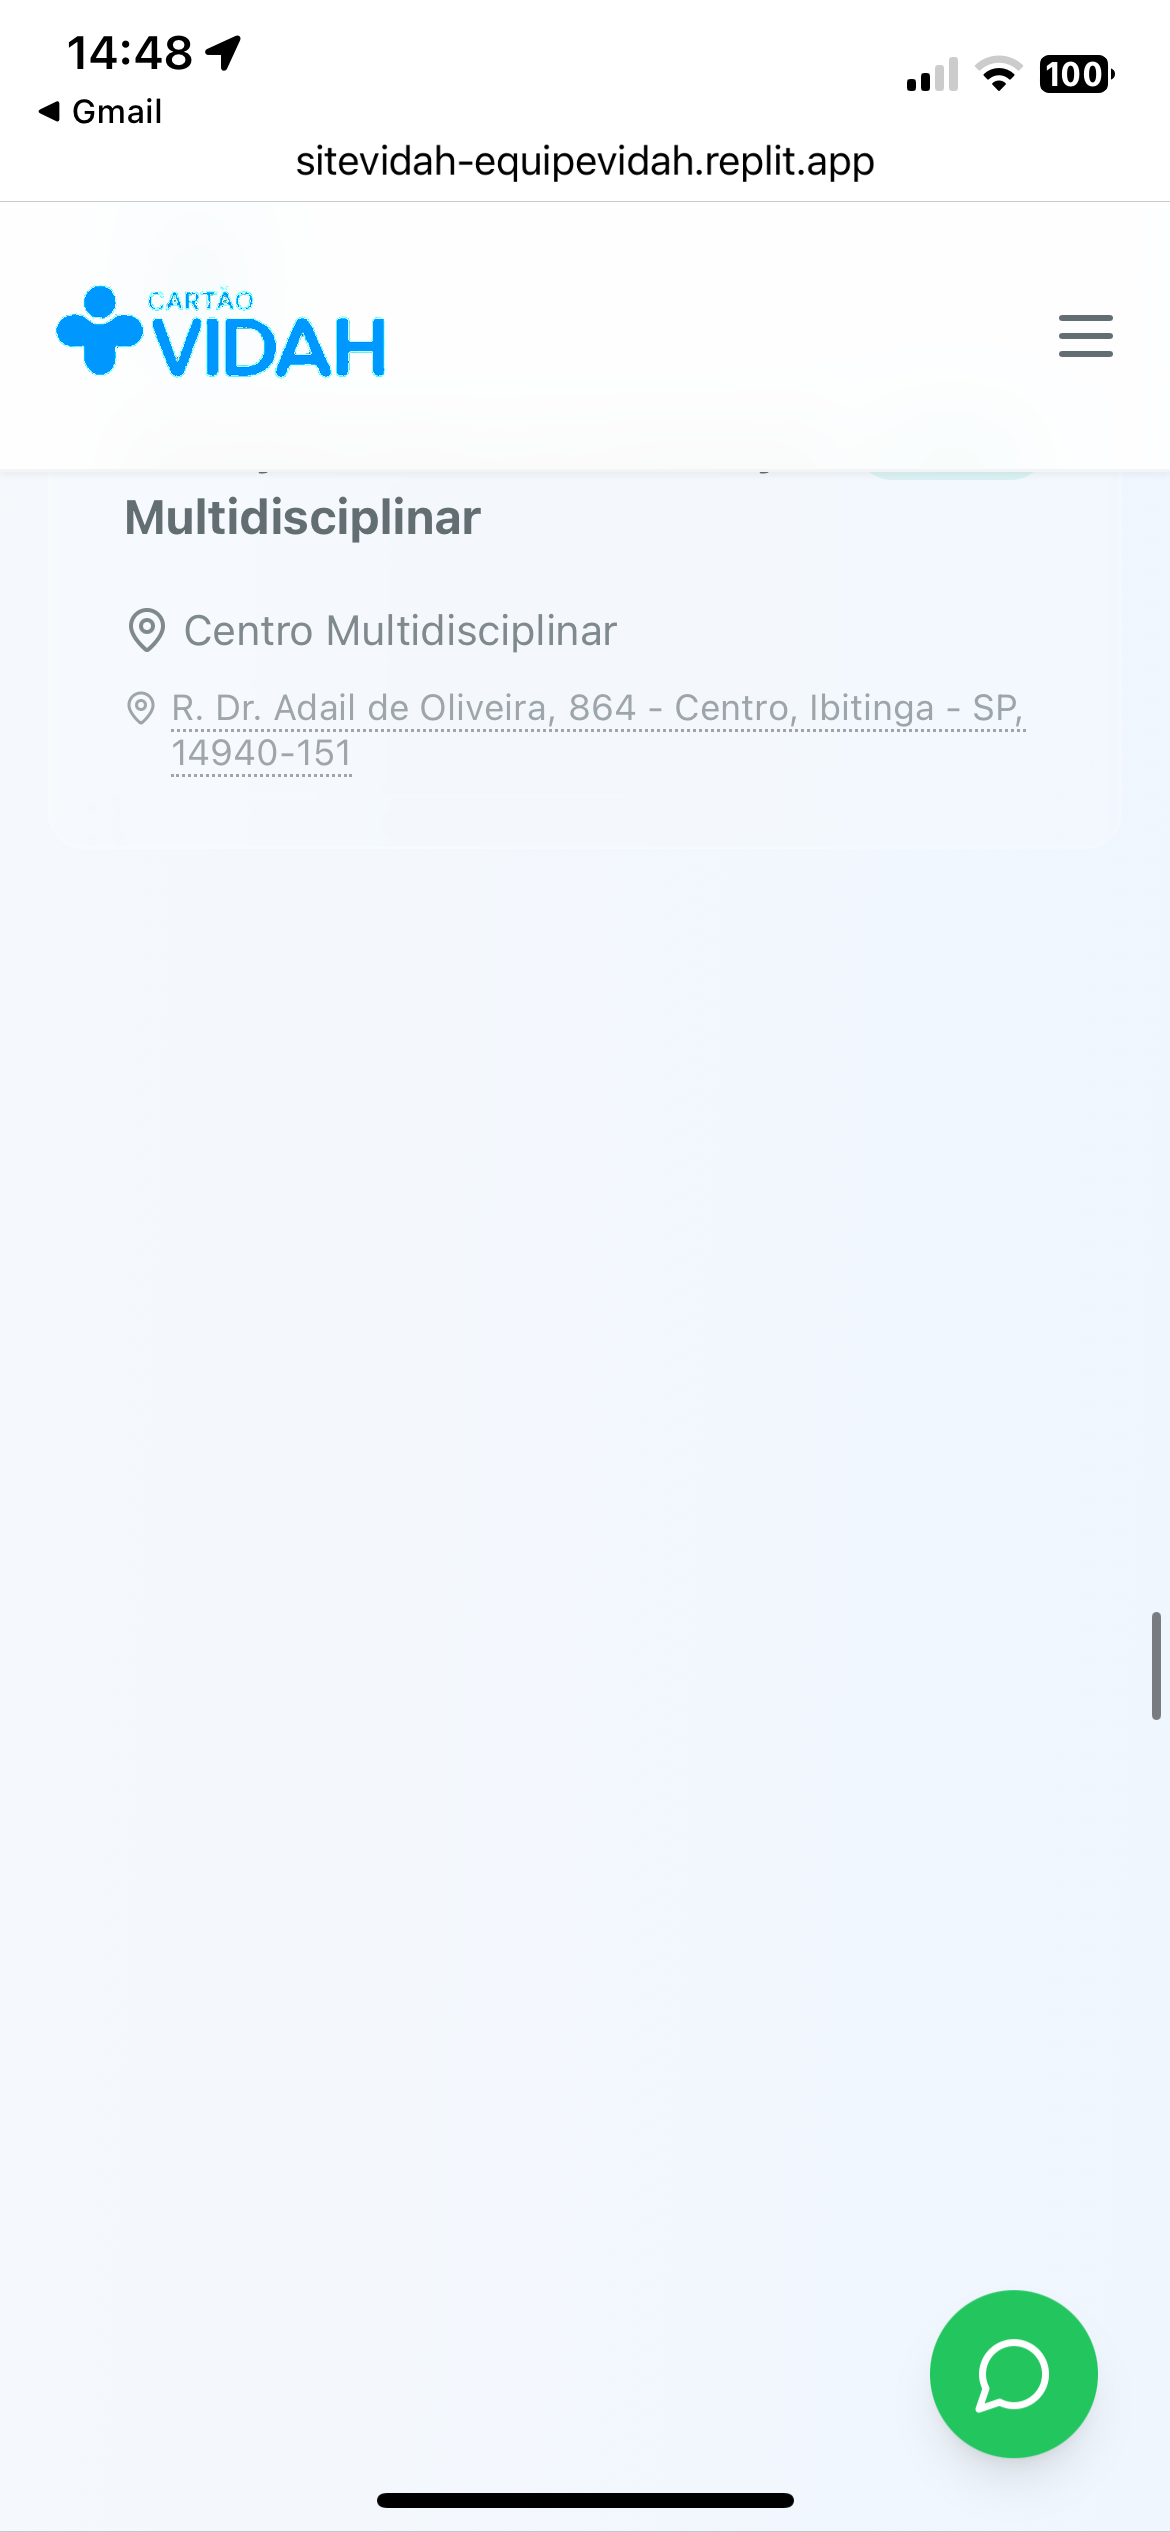 14:48
◀ Gmail
100
sitevidah-equipevidah.replit.app
CARTÃO
VIDAH
Multidisciplinar
Centro Multidisciplinar
R. Dr. Adail de Oliveira, 864 - Centro, Ibitinga - SP,
14940-151